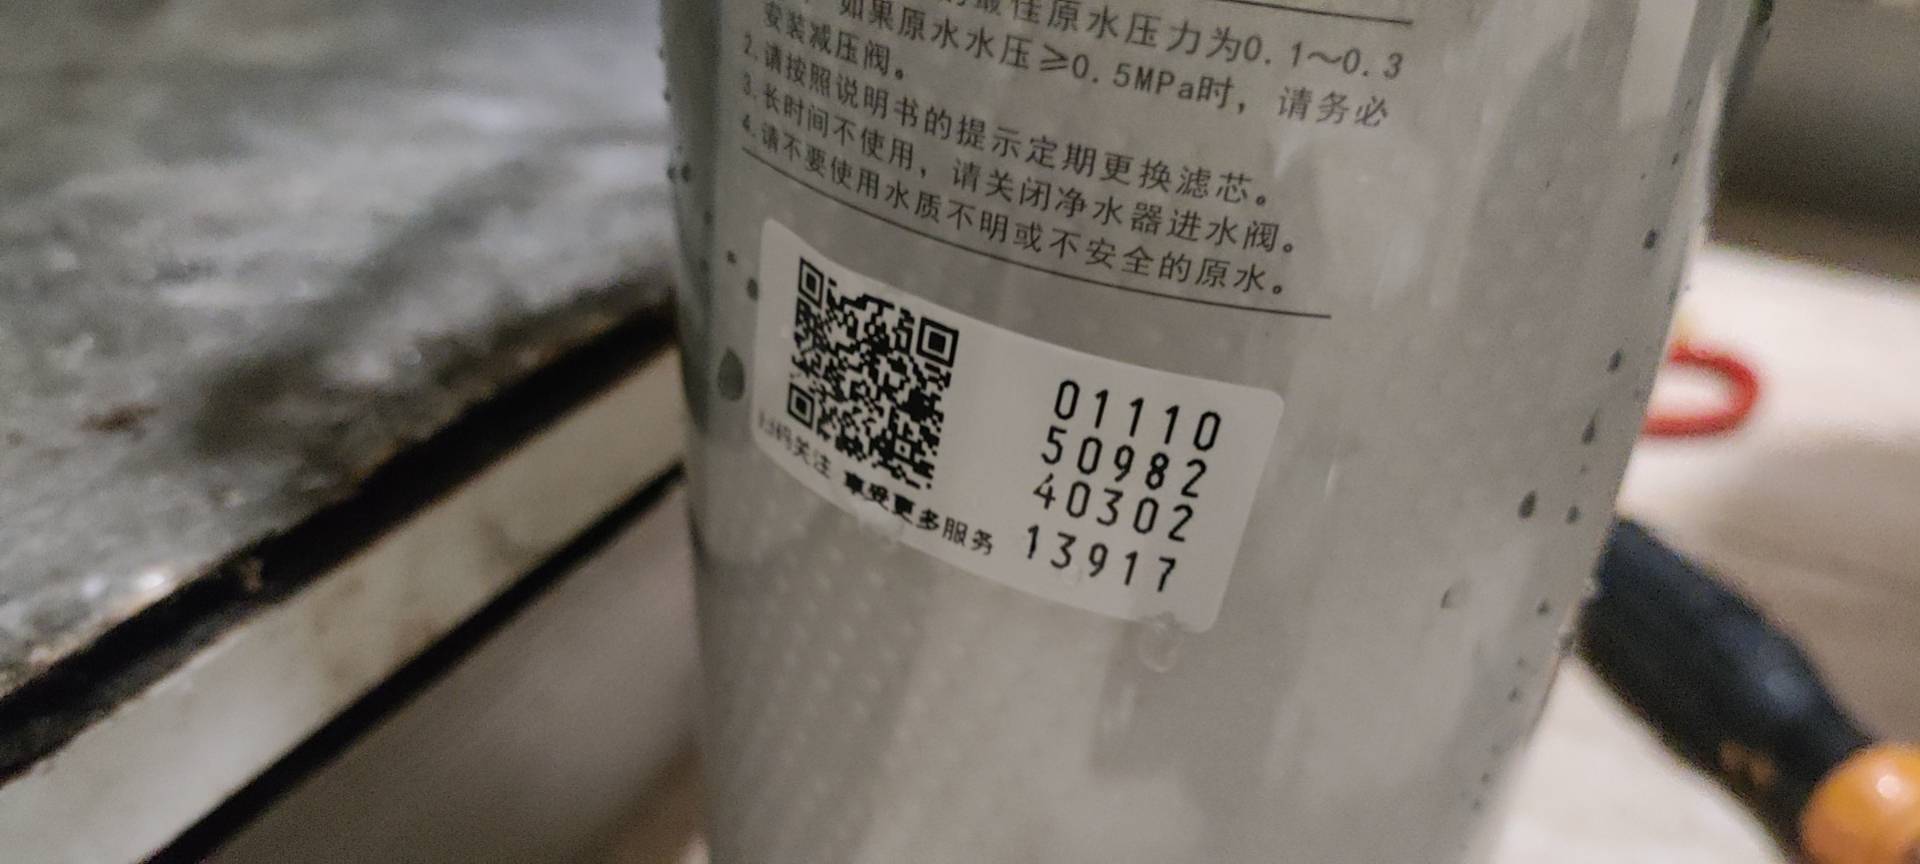 最佳原水压力为0.1～0.3
如果原水水压≥0.5MPa时，请务必
安装减压阀。
2.请按照说明书的提示定期更换滤芯。
3.长时间不使用，请关闭净水器进水阀。
4.请不要使用水质不明或不安全的原水。
码关注 享受更多服务
01110
50982
40302
13917